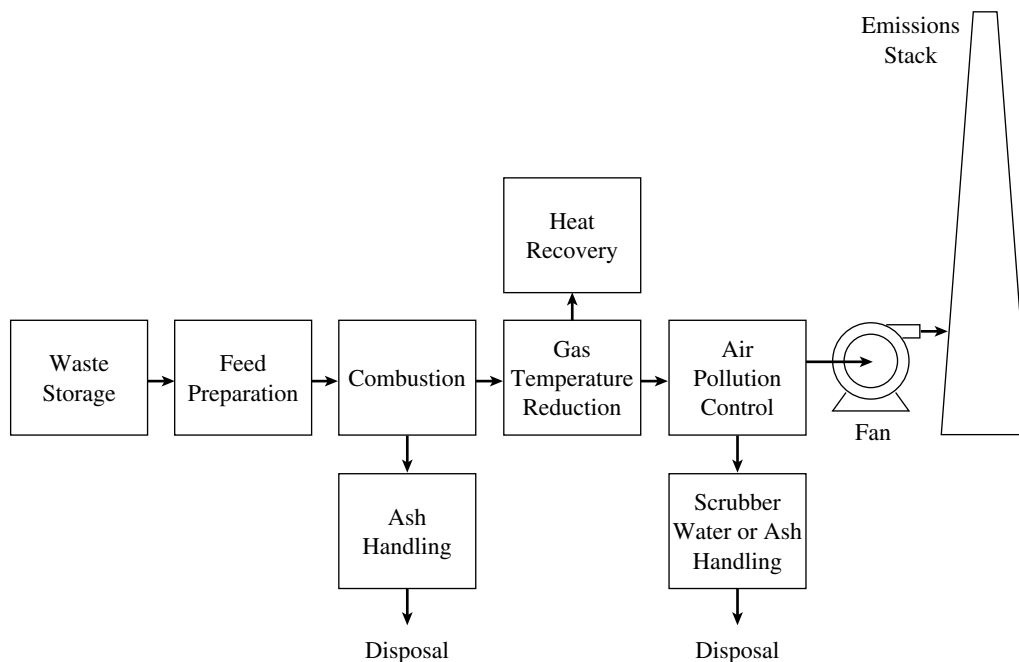 Emissions
Stack
Heat
Recovery
Waste
Storage
Feed
Preparation
Combustion
Gas
Temperature
Reduction
Air
Pollution
Control
Fan
Ash
Handling
Scrubber
Water or Ash
Handling
Disposal
Disposal